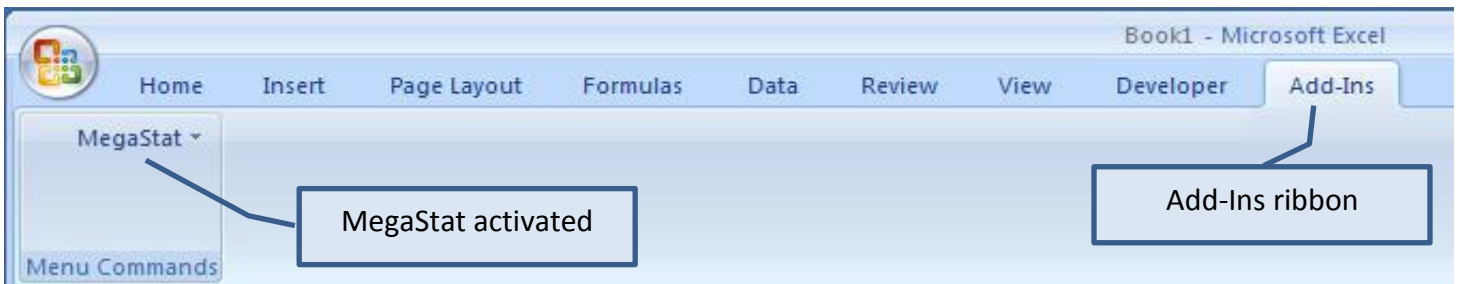 Book1 - Microsoft Excel
Home Insert Page Layout Formulas Data Review View Developer Add-Ins
MegaStat
MegaStat activated
Add-Ins ribbon
Menu Commands